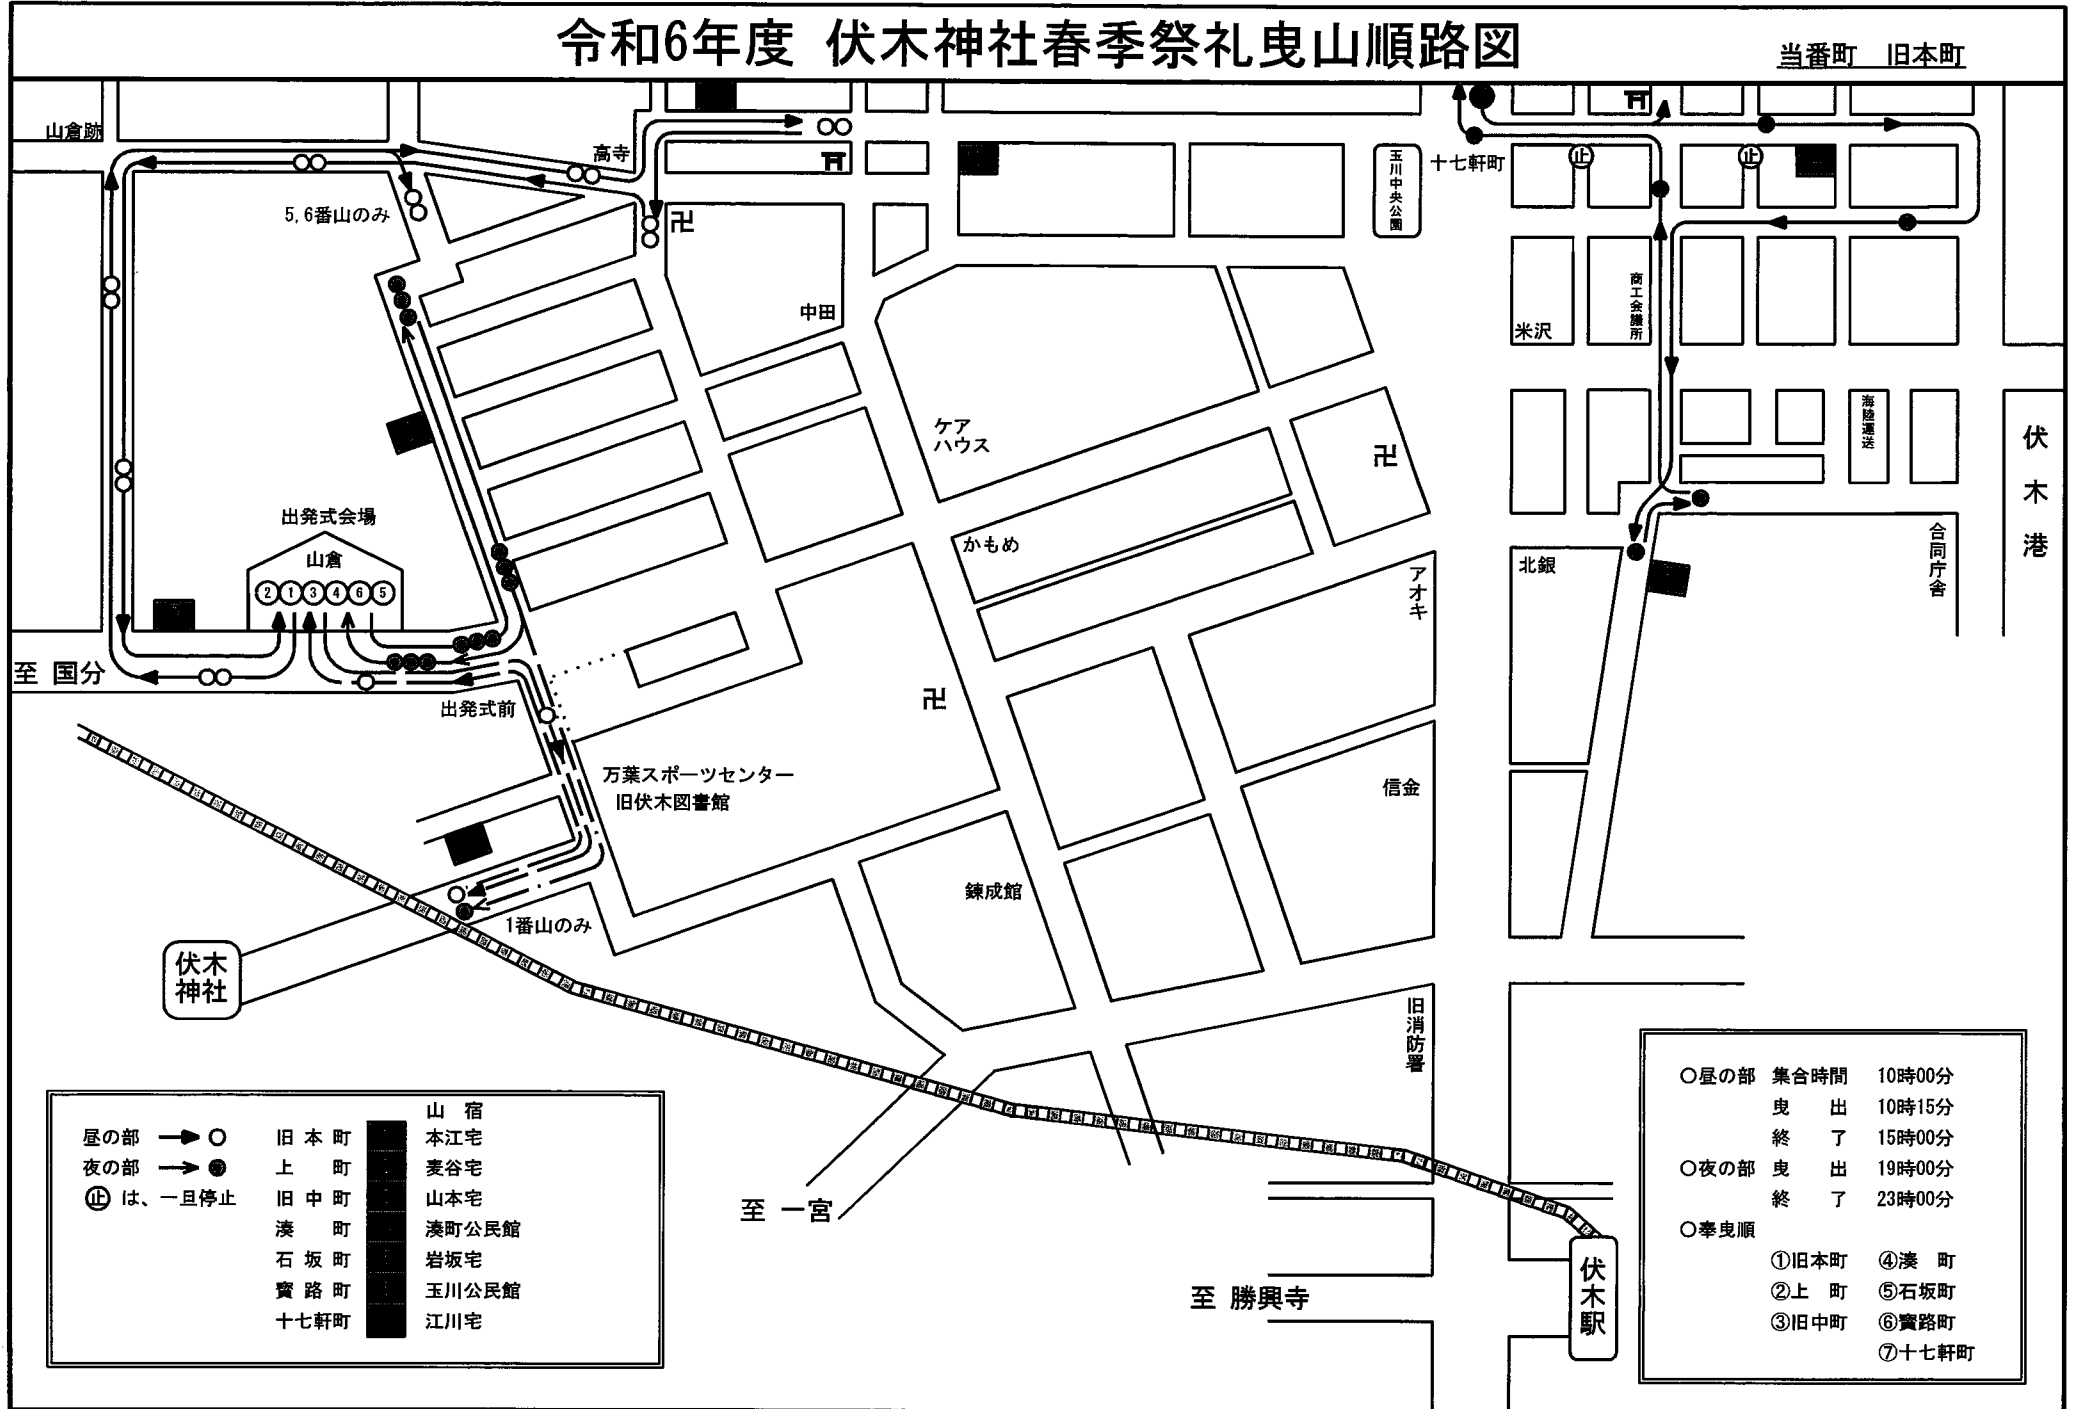 令和6年度 伏木神社春季祭礼曳山順路図
当番町 旧本町
山倉跡
高寺
5,6番山のみ
十七軒町
止
止
玉川中央公園
中田
商工会議所
米沢
海陸運送
伏木港
ケア
ハウス
出発式会場
山倉
②①③④⑥⑤
かもめ
アオキ
北銀
合同庁舎
至 国分
出発式前
万葉スポーツセンター
旧伏木図書館
信金
錬成館
1番山のみ
伏木
神社
旧消防署
至 一宮
至 勝興寺
伏木駅
山 宿
昼の部 旧本町 本江宅
夜の部 上町 麦谷宅
止 は、一旦停止 旧中町 山本宅
湊町 湊町公民館
石坂町 岩坂宅
寳路町 玉川公民館
十七軒町 江川宅
○昼の部 集合時間 10時00分
曳出 10時15分
終了 15時00分
○夜の部 曳出 19時00分
終了 23時00分
○奉曳順
①旧本町 ④湊町
②上町 ⑤石坂町
③旧中町 ⑥寳路町
⑦十七軒町